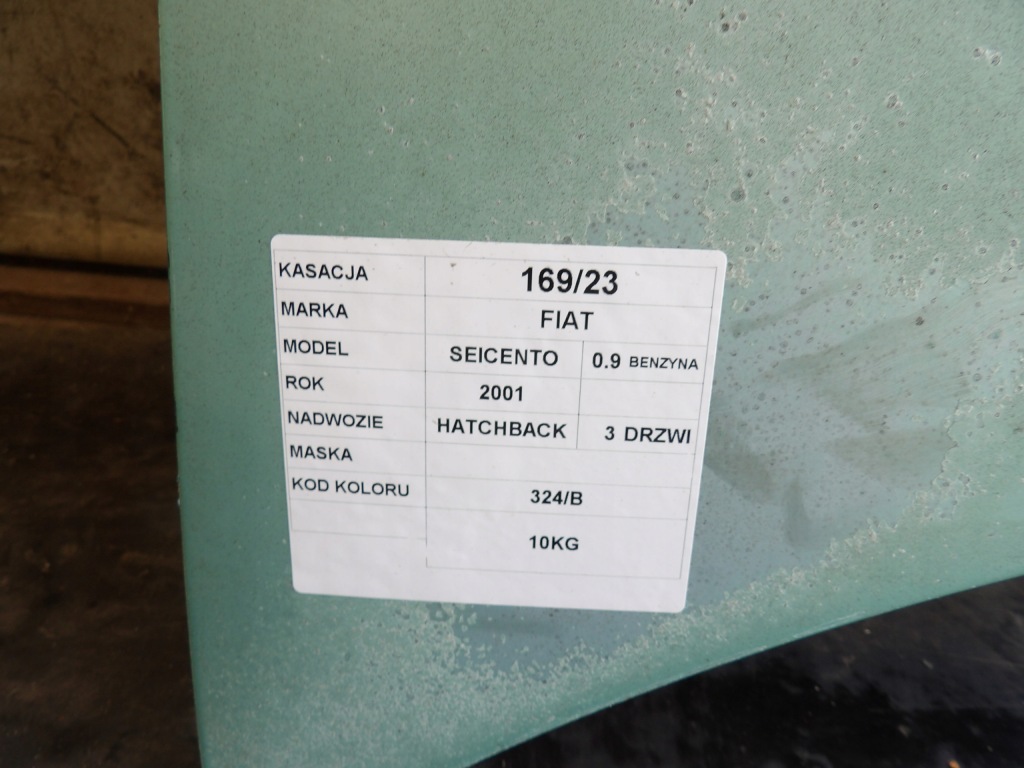 KASACJA 169/23
MARKA FIAT
MODEL SEICENTO 0.9 BENZYNA
ROK 2001
NADWOZIE HATCHBACK 3 DRZWI
MASKA
KOD KOLORU 324/B
10KG